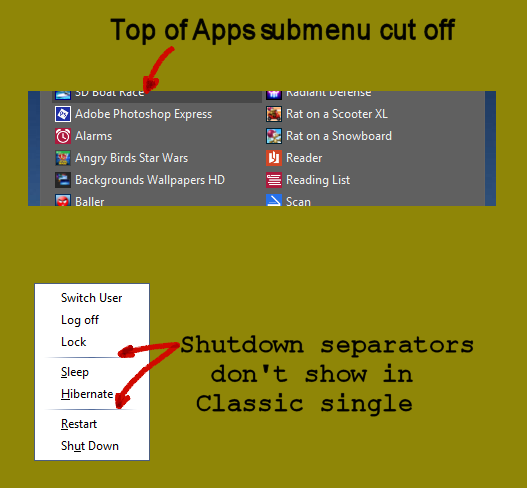 Top of Apps submenu cut off
3D Boat Race
Radiant Defense
Adobe Photoshop Express
Rat on a Scooter XL
Alarms
Rat on a Snowboard
Angry Birds Star Wars
Reader
Backgrounds Wallpapers HD
Reading List
Baller
Scan
Switch User
Log off
Lock
Sleep
Hibernate
Restart
Shut Down
Shutdown separators
don't show in
Classic single